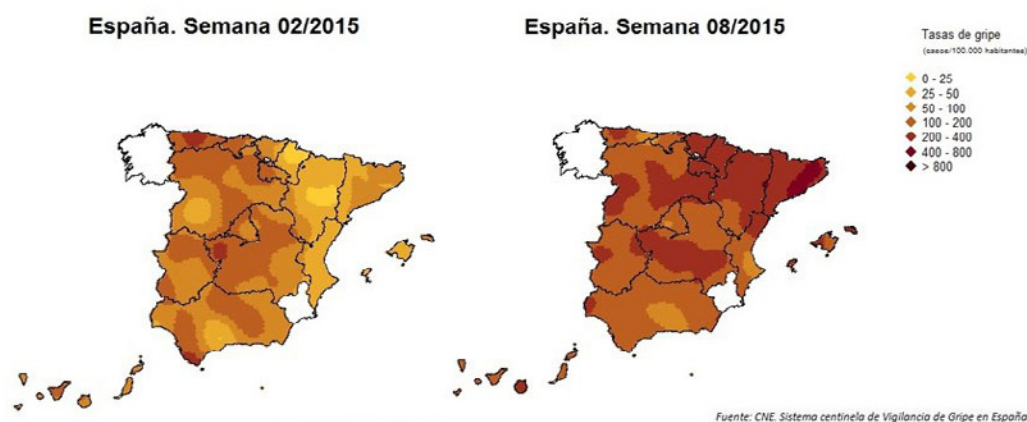 España. Semana 02/2015
España. Semana 08/2015
Tasas de gripe
(casos/100.000 habitantes)
0 - 25
25 - 50
50 - 100
100 - 200
200 - 400
400 - 800
> 800
Fuente: CNE. Sistema centinela de Vigilancia de Gripe en España